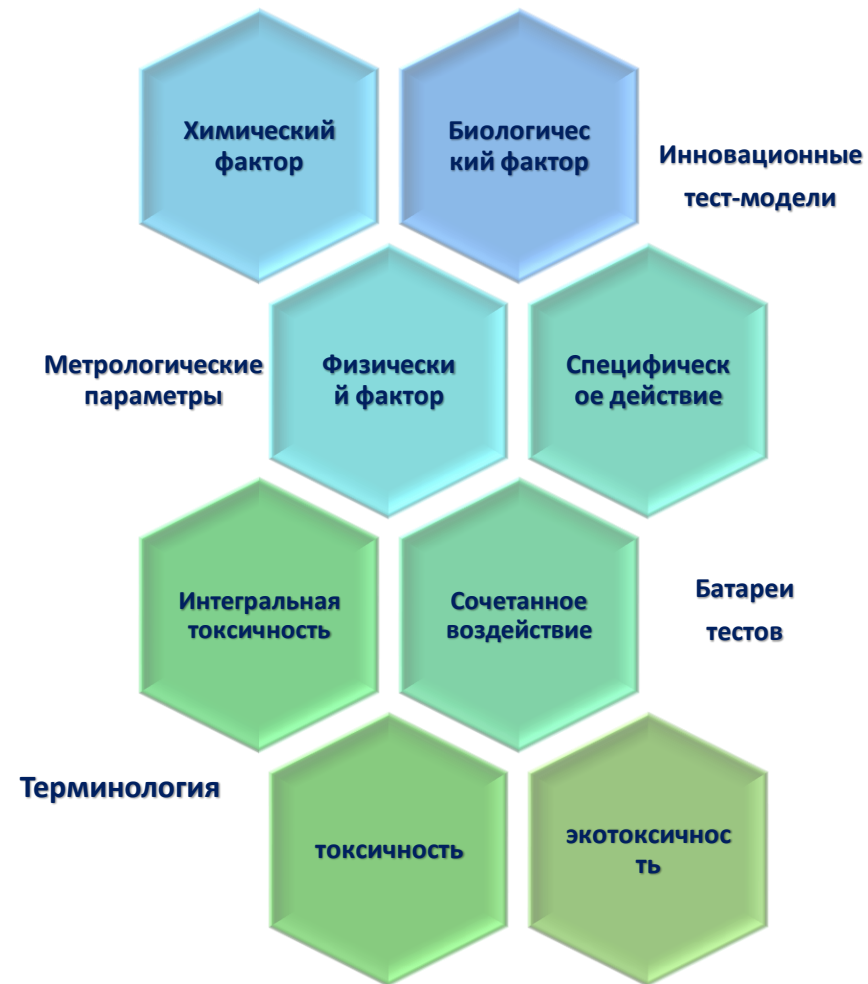 Химический
фактор
Биологичес
кий фактор
Инновационные
тест-модели
Метрологические
параметры
Физически
й фактор
Специфическ
ое действие
Интегральная
токсичность
Сочетанное
воздействие
Батареи
тестов
Терминология
токсичность
экотоксичнос
ть